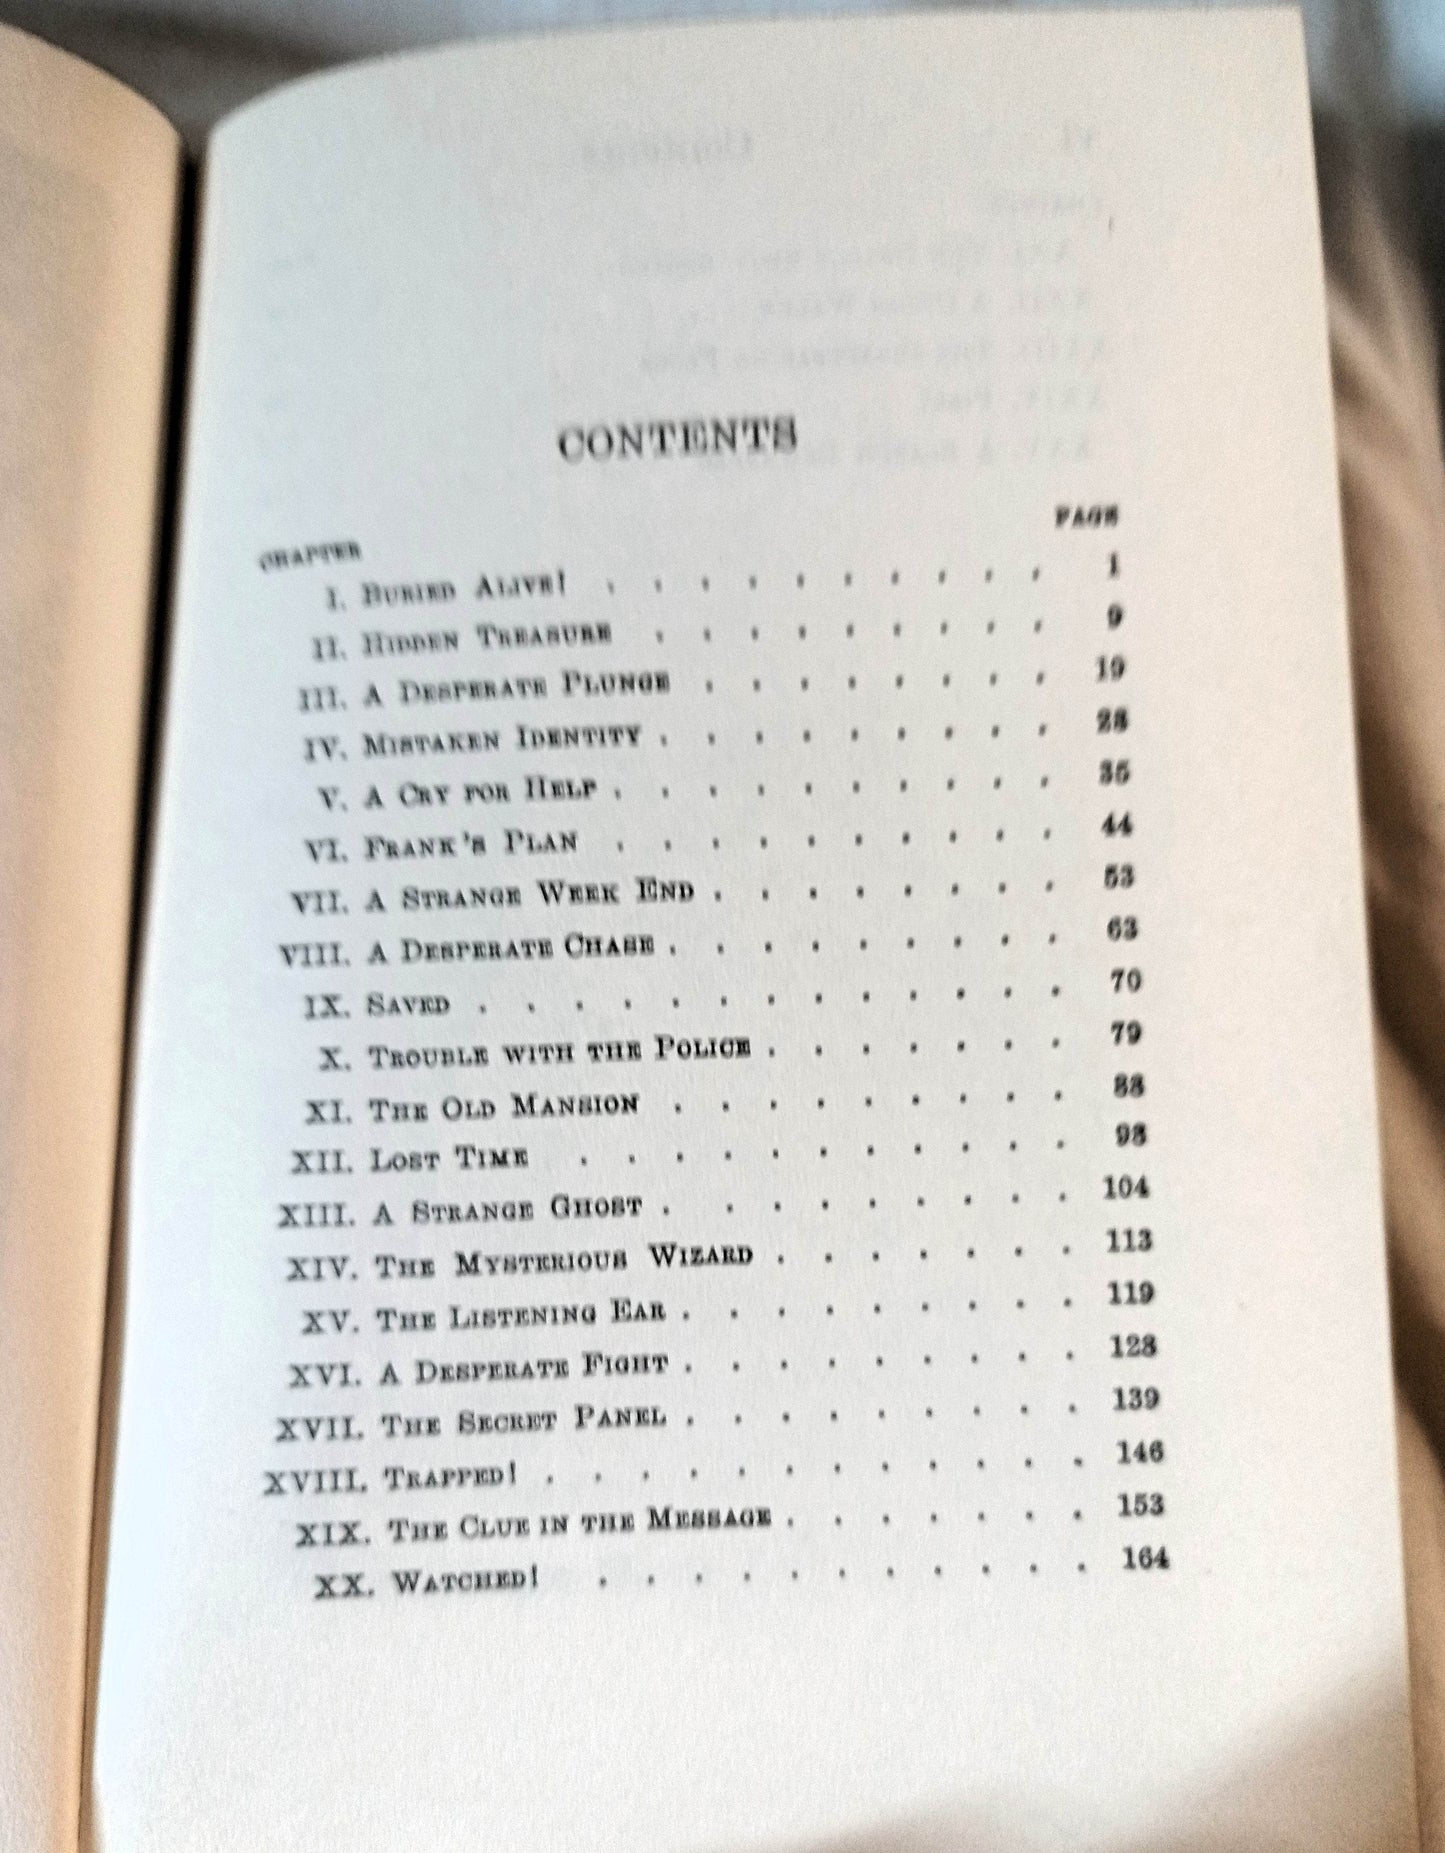 CONTENTS
CHAPTER PAGE
I. BURIED ALIVE! . . . . . . . . . . 1
II. HIDDEN TREASURE . . . . . . . . . 9
III. A DESPERATE PLUNGE . . . . . . . . 19
IV. MISTAKEN IDENTITY . . . . . . . . . 28
V. A CRY FOR HELP . . . . . . . . . . 35
VI. FRANK'S PLAN . . . . . . . . . . 44
VII. A STRANGE WEEK END . . . . . . . . 53
VIII. A DESPERATE CHASE . . . . . . . . . 63
IX. SAVED . . . . . . . . . . . . . 70
X. TROUBLE WITH THE POLICE . . . . . . . 79
XI. THE OLD MANSION . . . . . . . . . 88
XII. LOST TIME . . . . . . . . . . . 98
XIII. A STRANGE GHOST . . . . . . . . . 104
XIV. THE MYSTERIOUS WIZARD . . . . . . . 113
XV. THE LISTENING EAR . . . . . . . . . 119
XVI. A DESPERATE FIGHT . . . . . . . . . 128
XVII. THE SECRET PANEL . . . . . . . . . 139
XVIII. TRAPPED! . . . . . . . . . . . . 146
XIX. THE CLUE IN THE MESSAGE . . . . . . . 153
XX. WATCHED! . . . . . . . . . . . 164